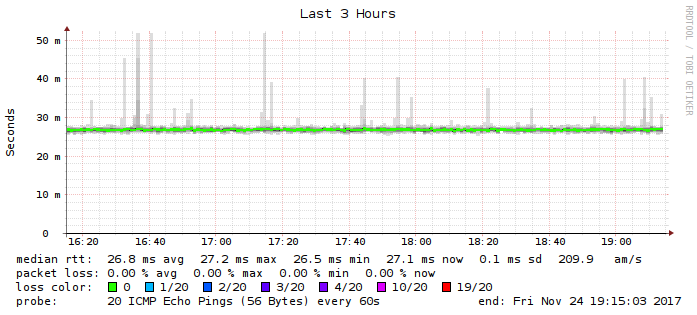 Last 3 Hours
RRDTOOL / TOBI OETIKER
Seconds
50 m
40 m
30 m
20 m
10 m
0
16:20 16:40 17:00 17:20 17:40 18:00 18:20 18:40 19:00
median rtt: 26.8 ms avg 27.2 ms max 26.5 ms min 27.1 ms now 0.1 ms sd 209.9 am/s
packet loss: 0.00 % avg 0.00 % max 0.00 % min 0.00 % now
loss color: 0 1/20 2/20 3/20 4/20 10/20 19/20
probe: 20 ICMP Echo Pings (56 Bytes) every 60s end: Fri Nov 24 19:15:03 2017